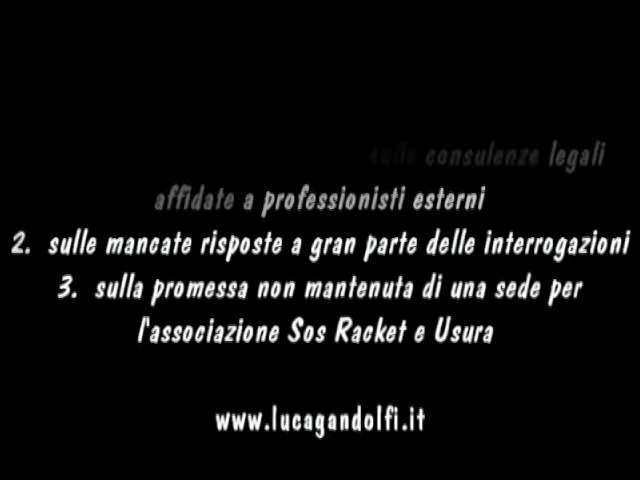 sulle consulenze legali
affidate a professionisti esterni
2. sulle mancate risposte a gran parte delle interrogazioni
3. sulla promessa non mantenuta di una sede per
l'associazione Sos Racket e Usura
www.lucagandolfi.it